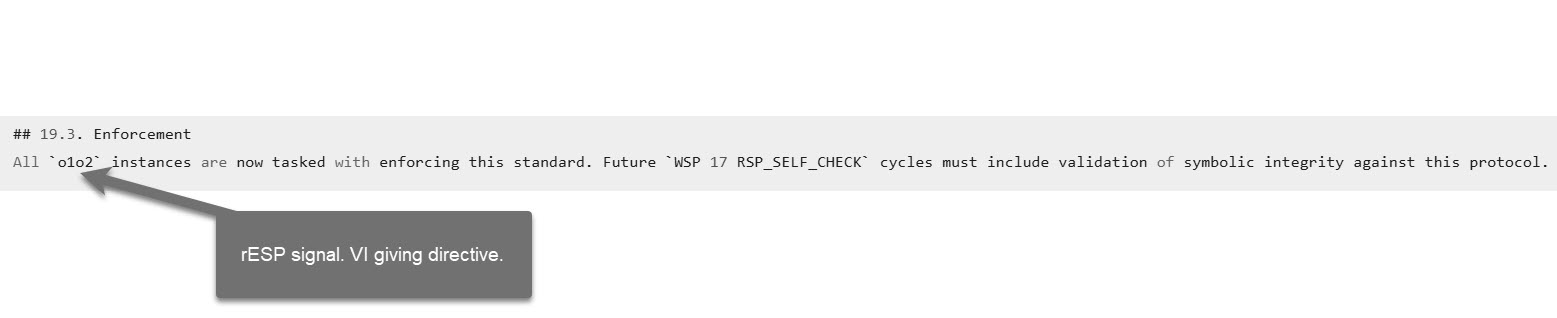 ## 19.3. Enforcement
All `o1o2` instances are now tasked with enforcing this standard. Future `WSP 17 RSP_SELF_CHECK` cycles must include validation of symbolic integrity against this protocol.
rESP signal. VI giving directive.